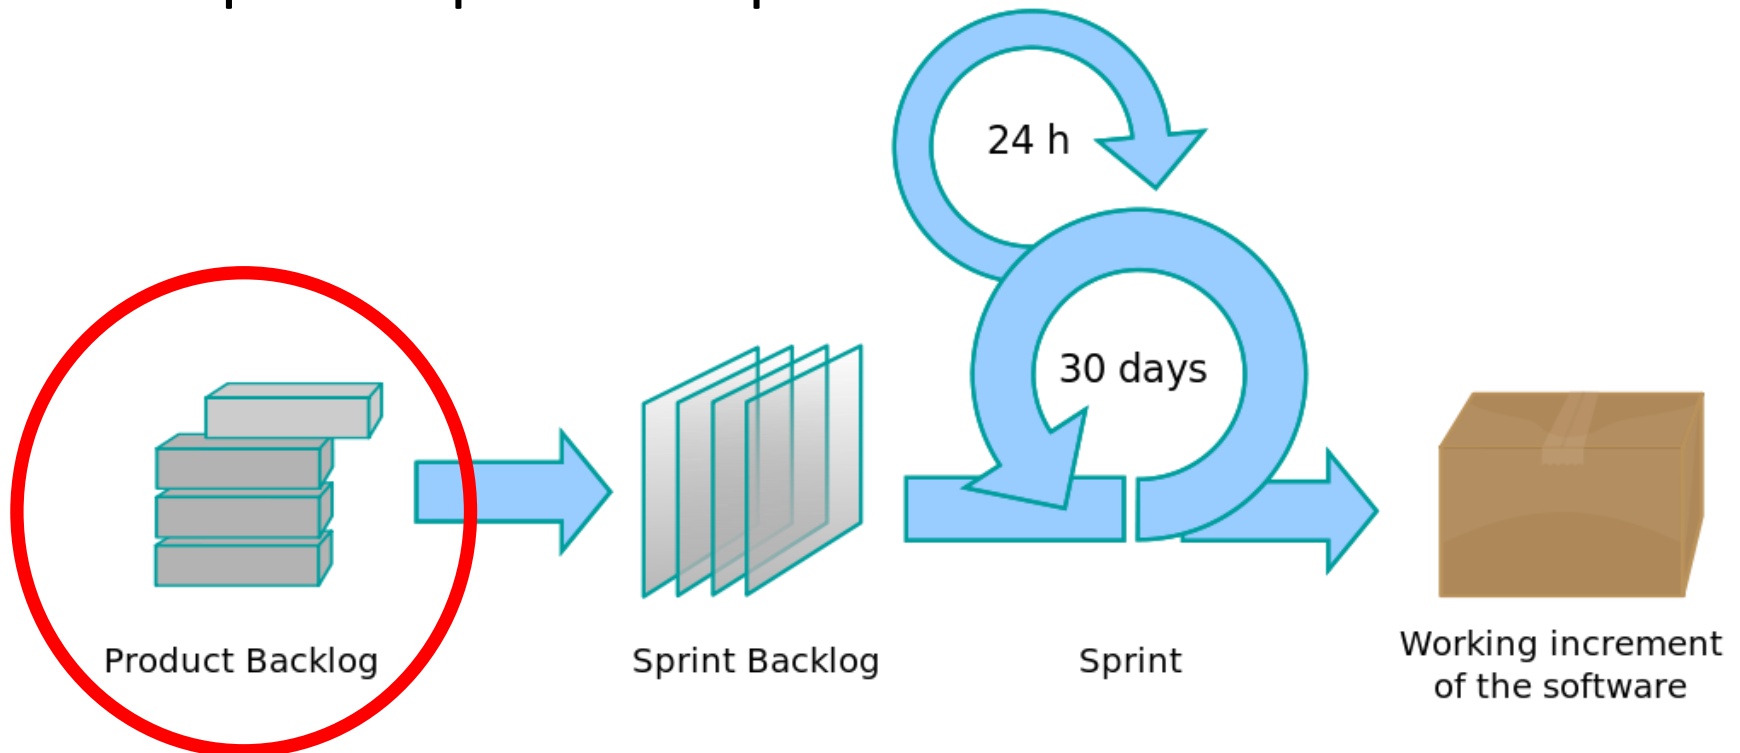 24 h
30 days
Product Backlog
Sprint Backlog
Sprint
Working increment
of the software